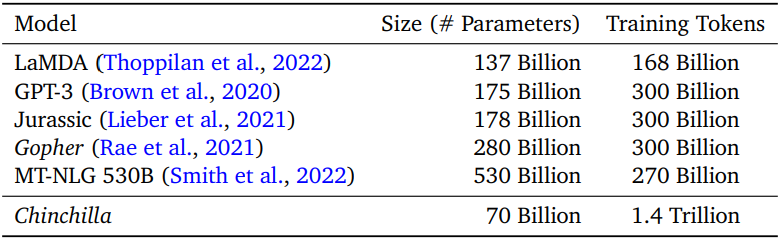 Model Size (# Parameters) Training Tokens
LaMDA (Thoppilan et al., 2022) 137 Billion 168 Billion
GPT-3 (Brown et al., 2020) 175 Billion 300 Billion
Jurassic (Lieber et al., 2021) 178 Billion 300 Billion
Gopher (Rae et al., 2021) 280 Billion 300 Billion
MT-NLG 530B (Smith et al., 2022) 530 Billion 270 Billion
Chinchilla 70 Billion 1.4 Trillion